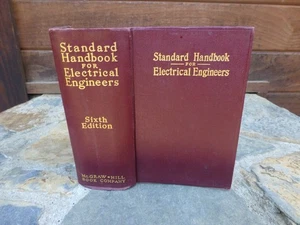 Standard
Handbook
FOR
Electrical
Engineers
Sixth
Edition
McGRAW-HILL
BOOK COMPANY
Standard Handbook
FOR
Electrical Engineers